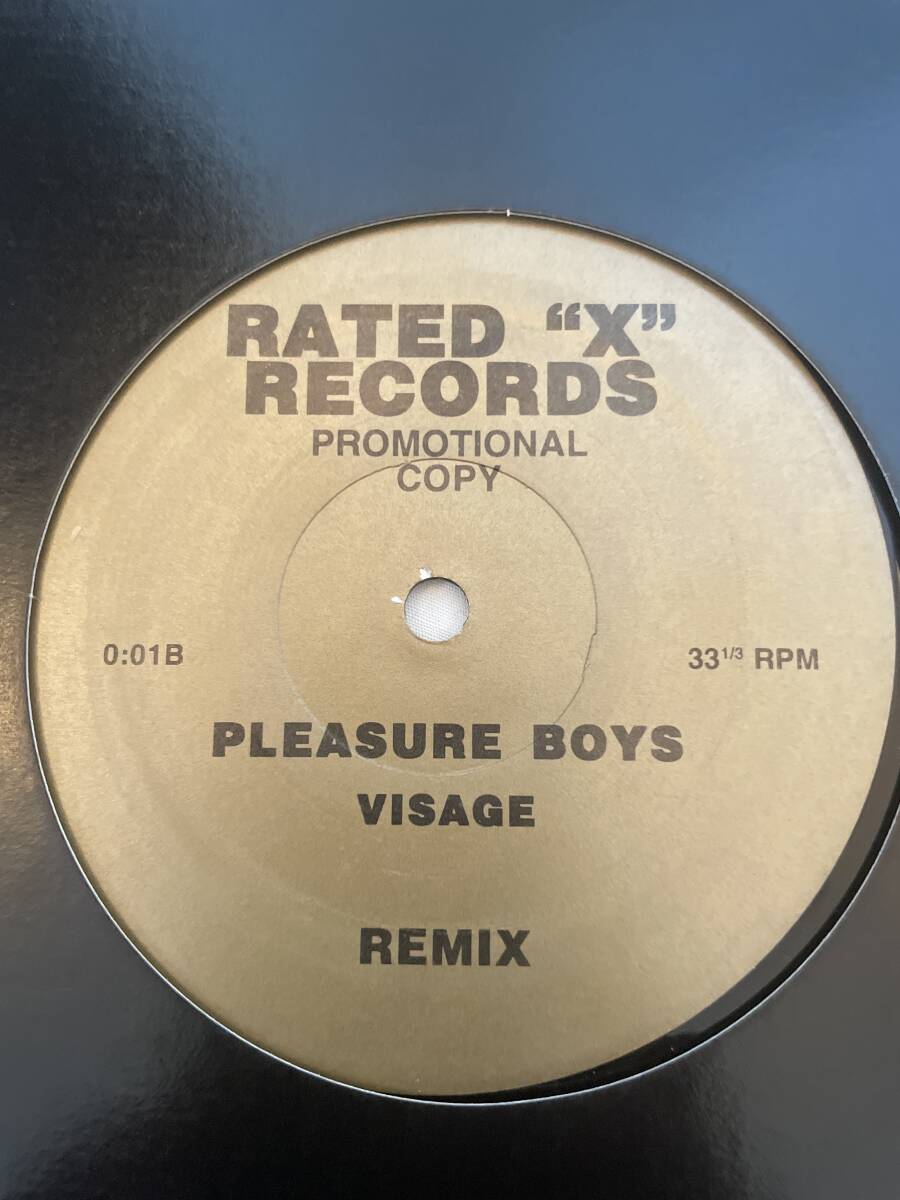 RATED “X”
RECORDS
PROMOTIONAL
COPY
0:01B
33 1/3 RPM
PLEASURE BOYS
VISAGE
REMIX